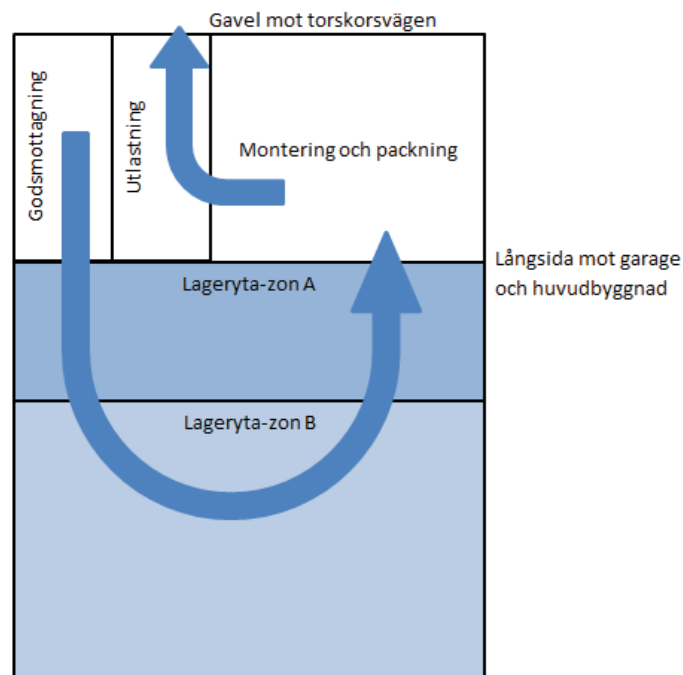 Gavel mot torskorsvägen
Godsmottagning
Utlastning
Montering och packning
Långsida mot garage
och huvudbyggnad
Lageryta-zon A
Lageryta-zon B